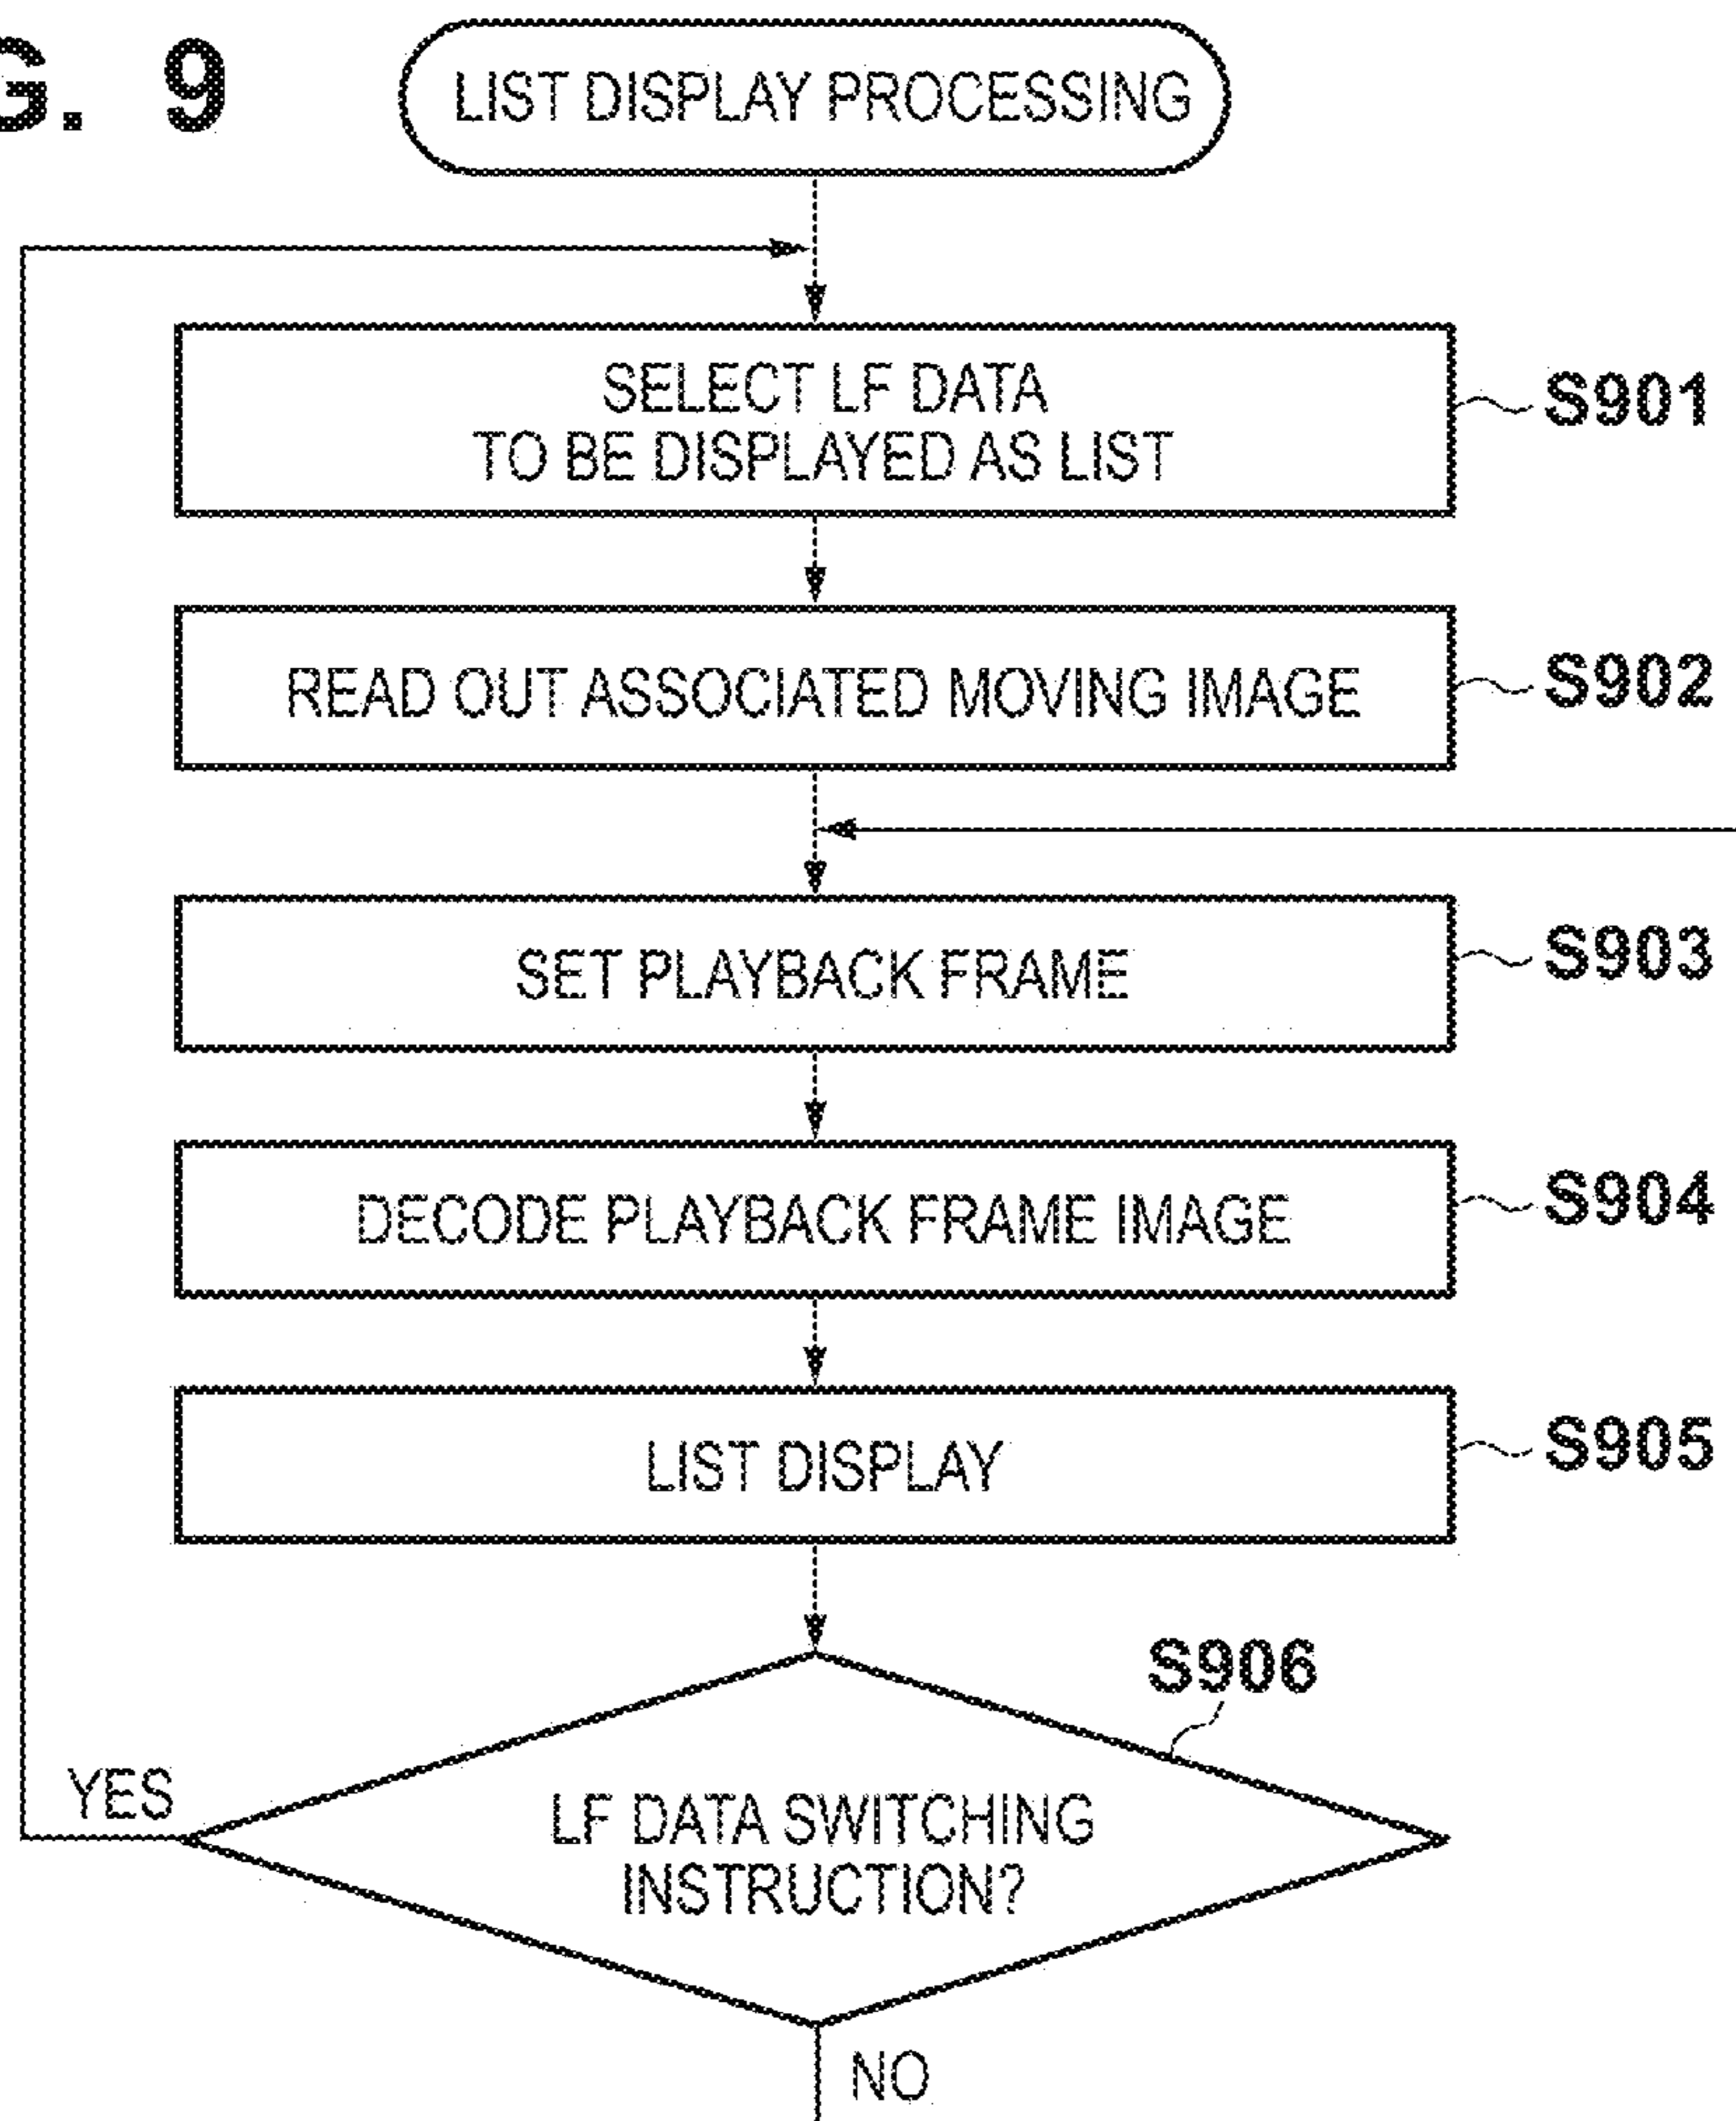 G. 9
LIST DISPLAY PROCESSING
SELECT LF DATA
TO BE DISPLAYED AS LIST
S901
READ OUT ASSOCIATED MOVING IMAGE
S902
SET PLAYBACK FRAME
S903
DECODE PLAYBACK FRAME IMAGE
S904
LIST DISPLAY
S905
S906
YES
LF DATA SWITCHING
INSTRUCTION?
NO